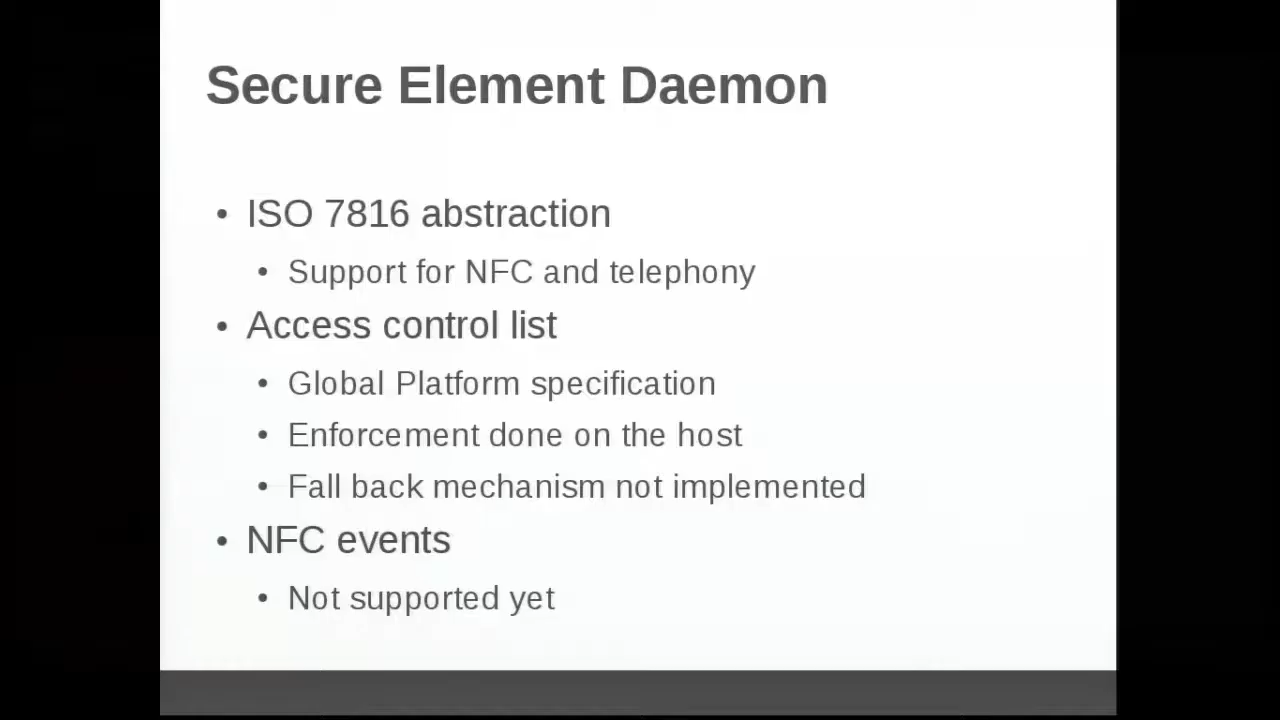 Secure Element Daemon
• ISO 7816 abstraction
• Support for NFC and telephony
• Access control list
• Global Platform specification
• Enforcement done on the host
• Fall back mechanism not implemented
• NFC events
• Not supported yet